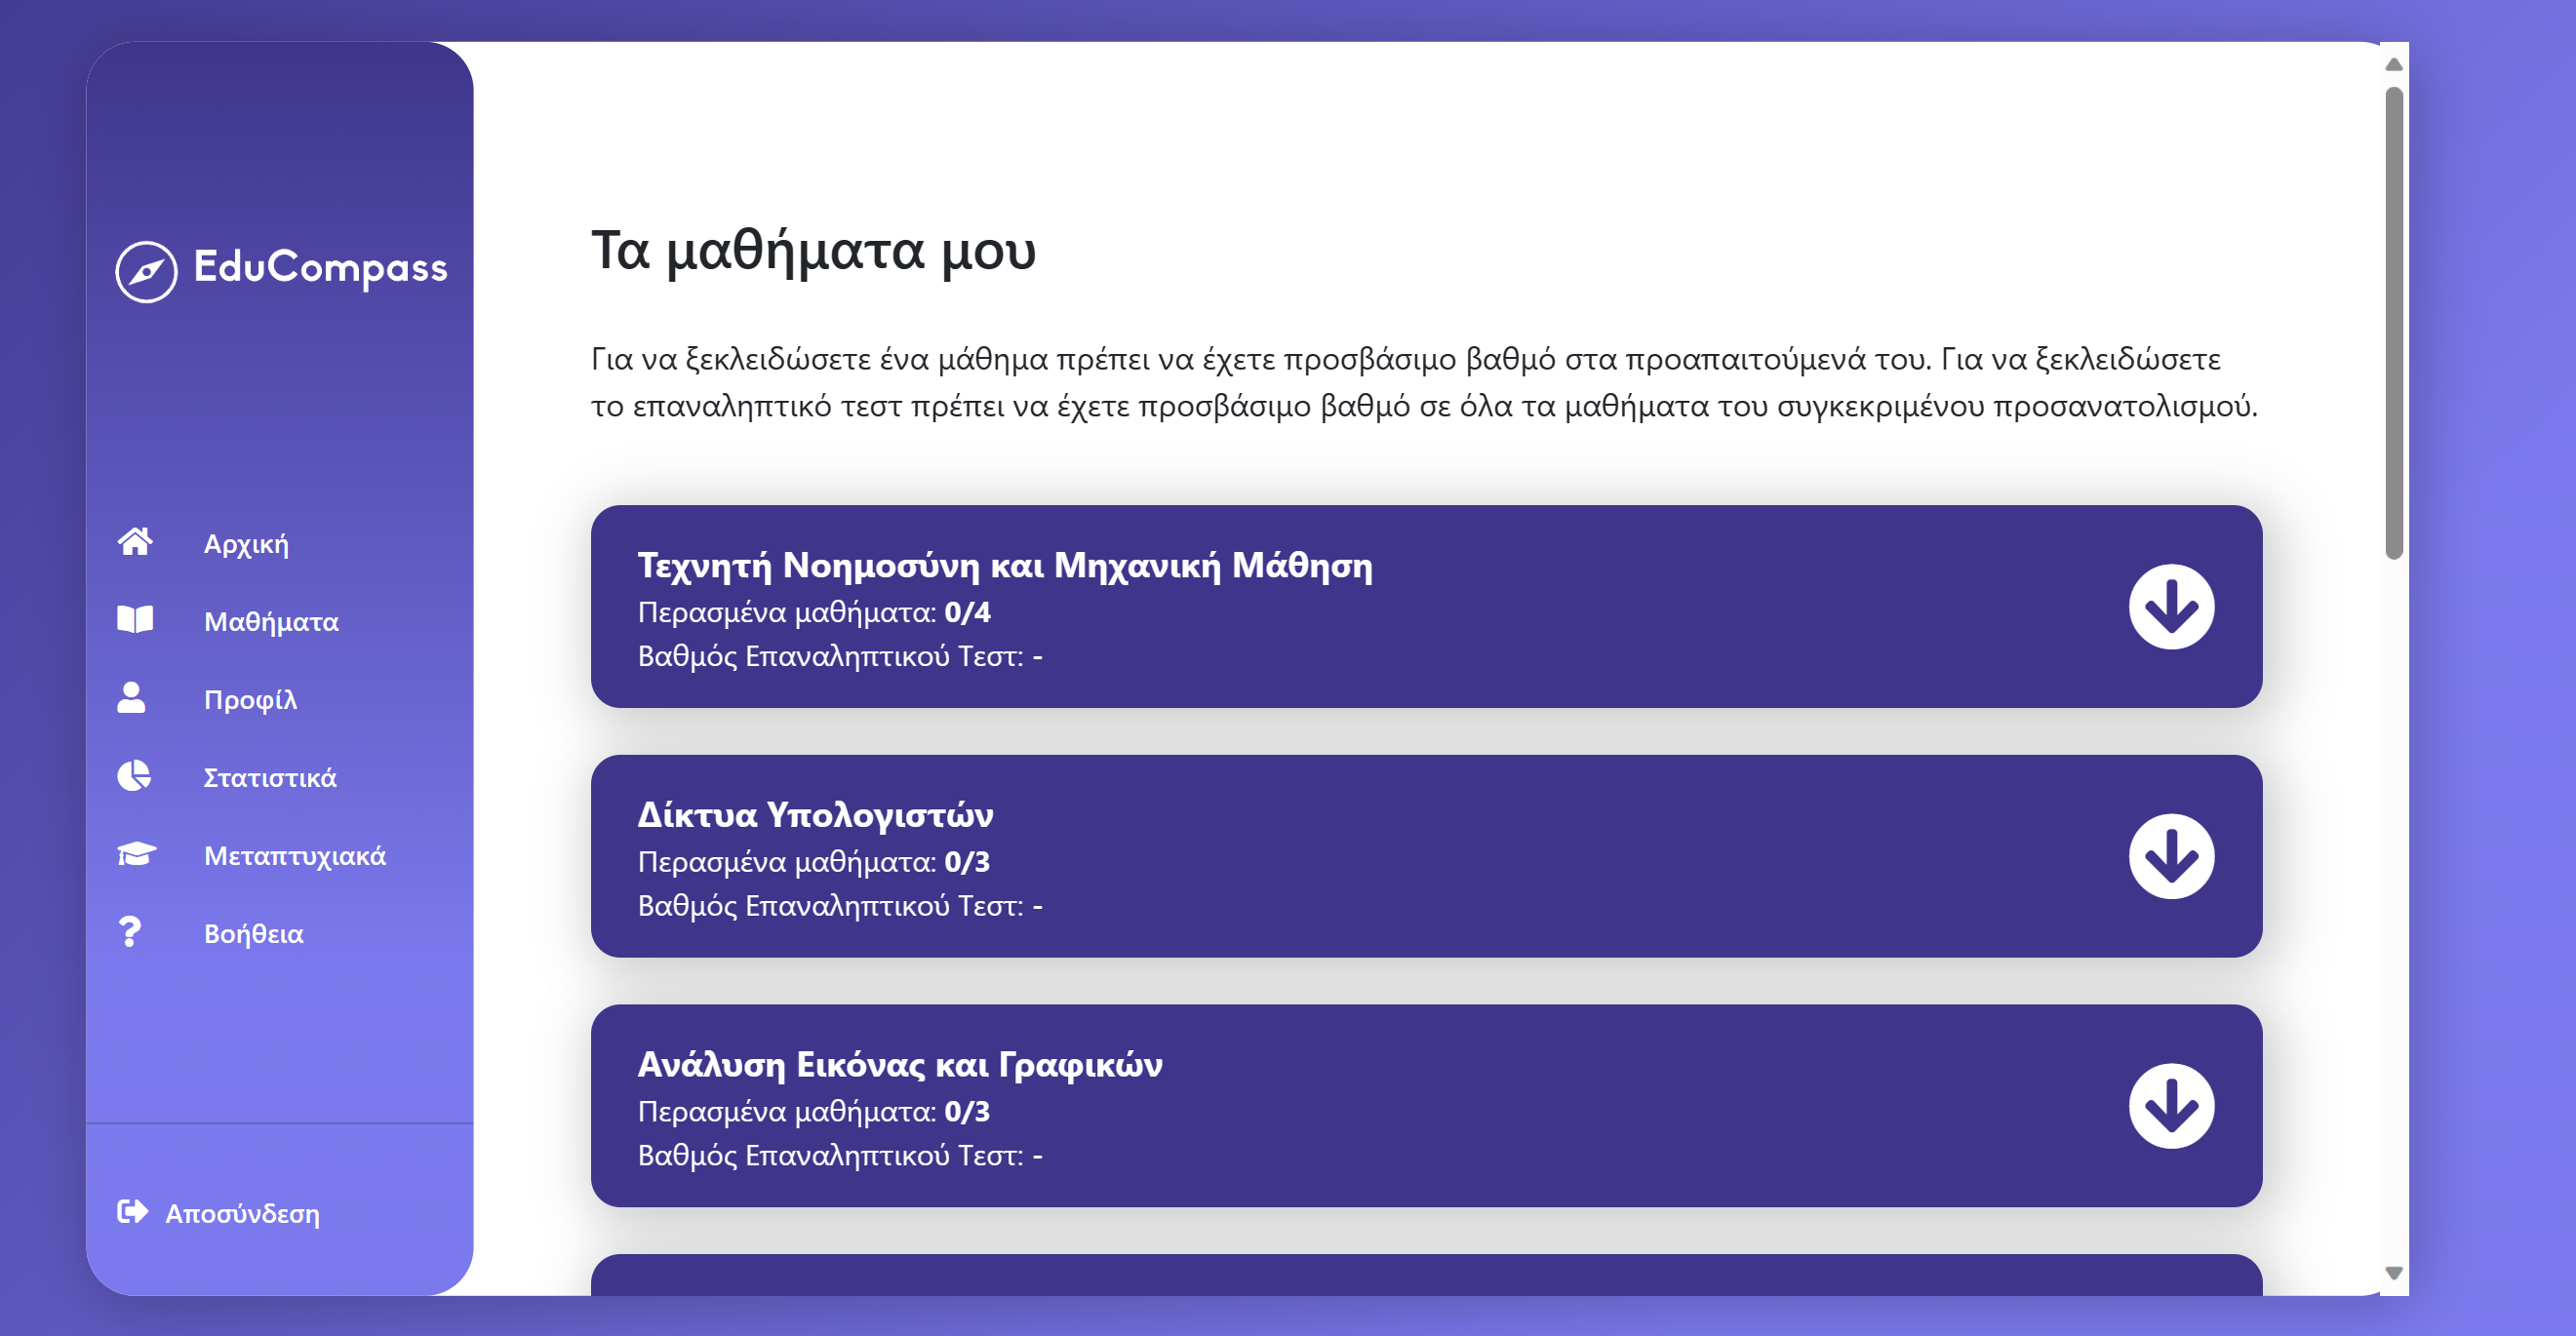 EduCompass
Αρχική
Μαθήματα
Προφίλ
Στατιστικά
Μεταπτυχιακά
Βοήθεια
Αποσύνδεση
Τα μαθήματα μου
Για να ξεκλειδώσετε ένα μάθημα πρέπει να έχετε προσβάσιμο βαθμό στα προαπαιτούμενά του. Για να ξεκλειδώσετε
το επαναληπτικό τεστ πρέπει να έχετε προσβάσιμο βαθμό σε όλα τα μαθήματα του συγκεκριμένου προσανατολισμού.
Τεχνητή Νοημοσύνη και Μηχανική Μάθηση
Περασμένα μαθήματα: 0/4
Βαθμός Επαναληπτικού Τεστ: -
Δίκτυα Υπολογιστών
Περασμένα μαθήματα: 0/3
Βαθμός Επαναληπτικού Τεστ: -
Ανάλυση Εικόνας και Γραφικών
Περασμένα μαθήματα: 0/3
Βαθμός Επαναληπτικού Τεστ: -